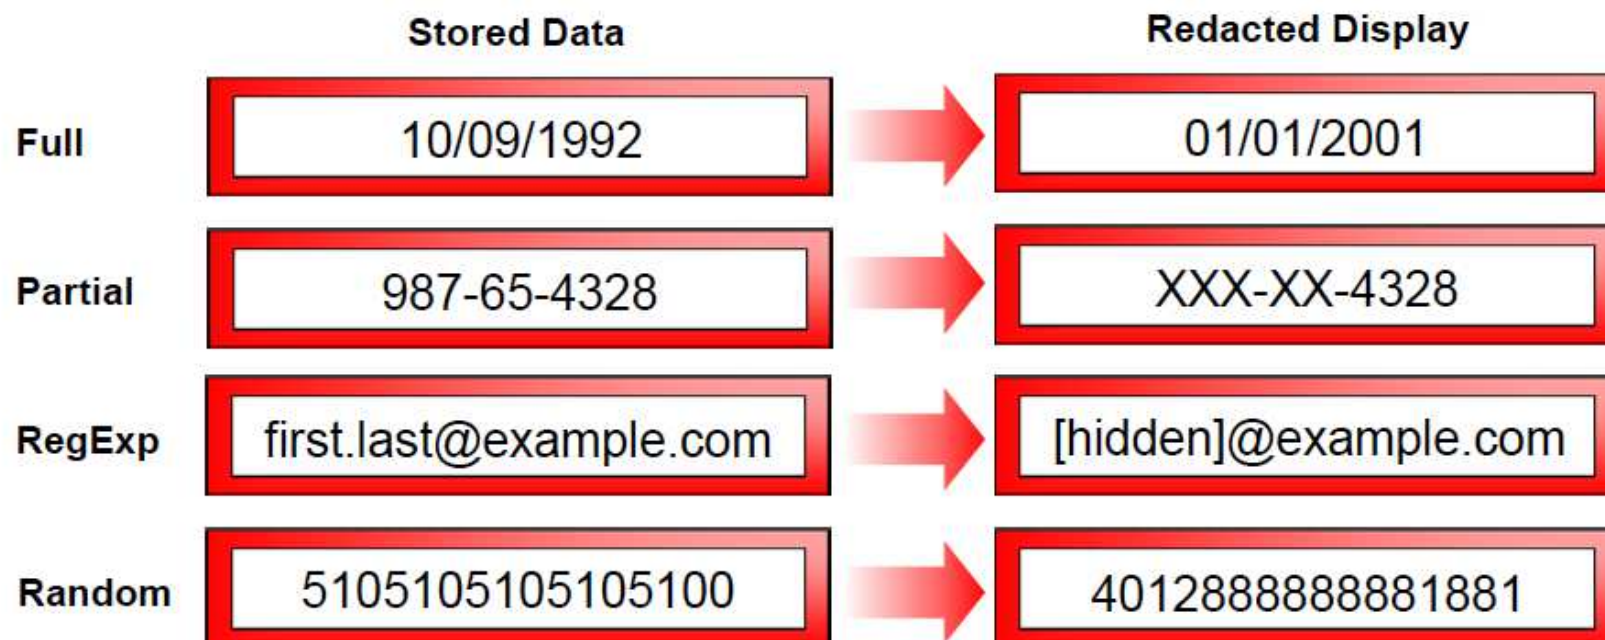 Stored Data Redacted Display
Full 10/09/1992 01/01/2001
Partial 987-65-4328 XXX-XX-4328
RegExp first.last@example.com [hidden]@example.com
Random 5105105105105100 4012888888881881